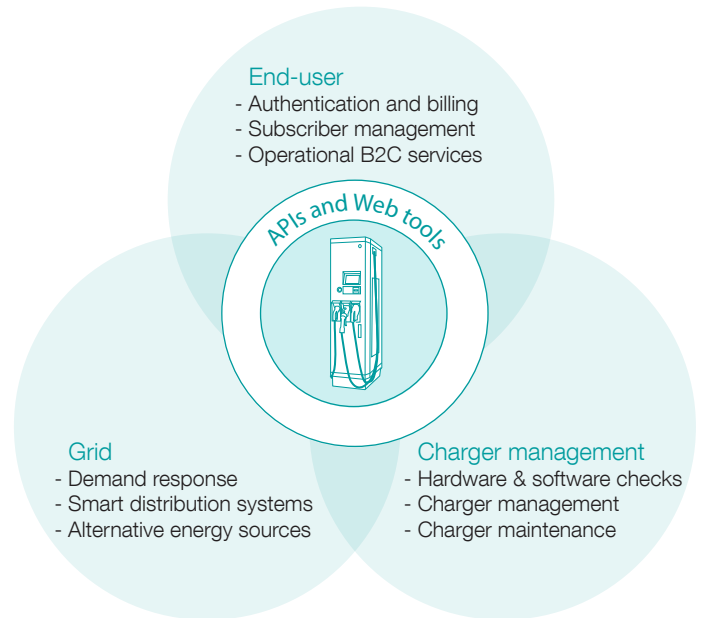 End-user
- Authentication and billing
- Subscriber management
- Operational B2C services
APIs and Web tools
Grid
- Demand response
- Smart distribution systems
- Alternative energy sources
Charger management
- Hardware & software checks
- Charger management
- Charger maintenance